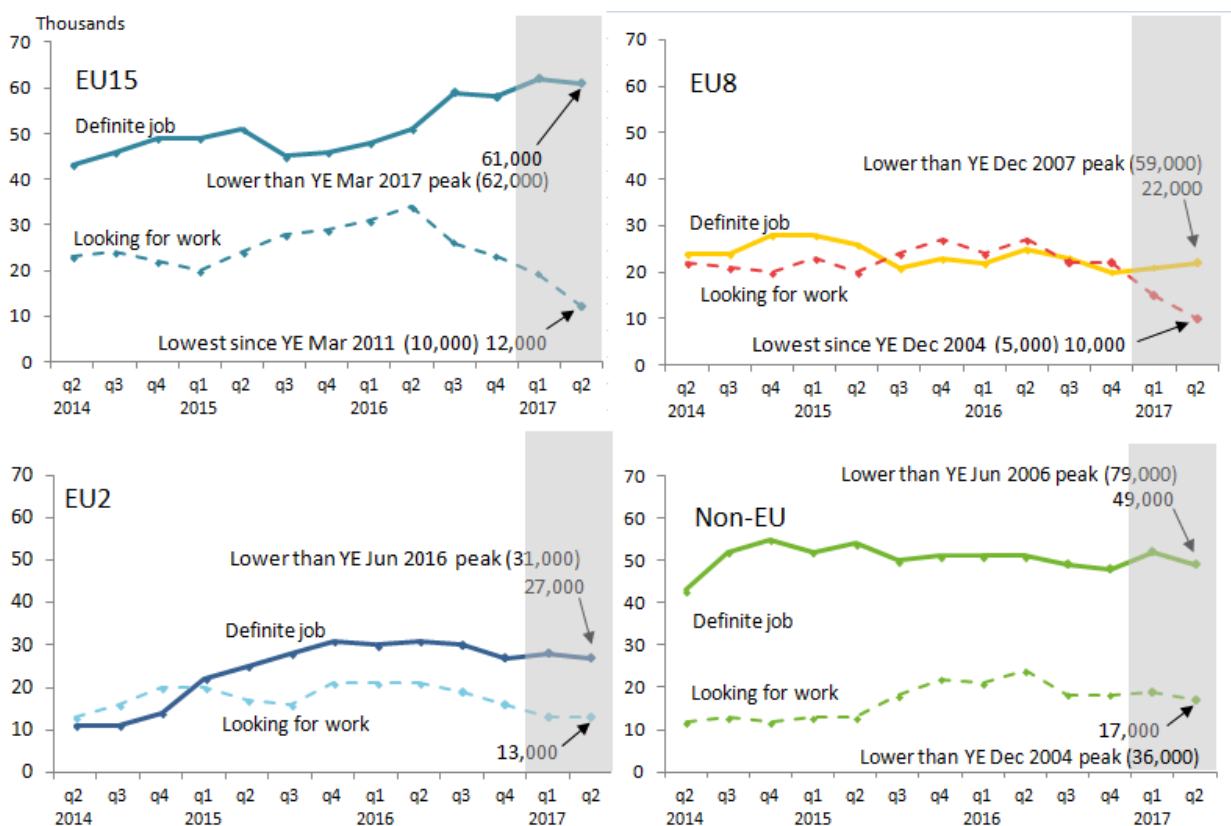 Thousands
70
60
50
40
30
20
10
0
EU15
Definite job
61,000
Lower than YE Mar 2017 peak (62,000)
Looking for work
Lowest since YE Mar 2011 (10,000) 12,000
q2 q3 q4 q1 q2 q3 q4 q1 q2 q3 q4 q1 q2
2014 2015 2016 2017
70
60
50
40
30
20
10
0
EU8
Lower than YE Dec 2007 peak (59,000)
22,000
Definite job
Looking for work
Lowest since YE Dec 2004 (5,000) 10,000
q2 q3 q4 q1 q2 q3 q4 q1 q2 q3 q4 q1 q2
2014 2015 2016 2017
70
60
50
40
30
20
10
0
EU2
Lower than YE Jun 2016 peak (31,000)
27,000
Definite job
Looking for work
13,000
q2 q3 q4 q1 q2 q3 q4 q1 q2 q3 q4 q1 q2
2014 2015 2016 2017
70
60
50
40
30
20
10
0
Lower than YE Jun 2006 peak (79,000)
49,000
Non-EU
Definite job
Looking for work
17,000
Lower than YE Dec 2004 peak (36,000)
q2 q3 q4 q1 q2 q3 q4 q1 q2 q3 q4 q1 q2
2014 2015 2016 2017